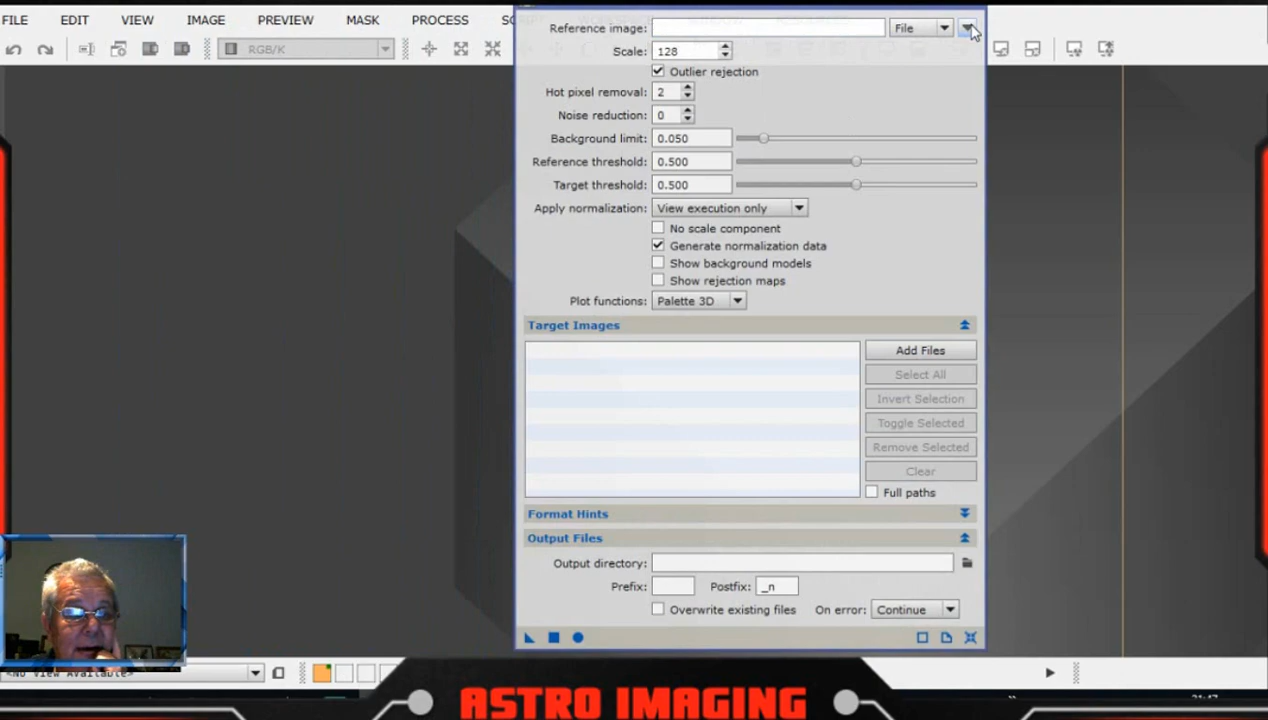 FILE EDIT VIEW IMAGE PREVIEW MASK PROCESS
Reference image: File
RGB/K
Scale: 128
Outlier rejection
Hot pixel removal: 2
Noise reduction: 0
Background limit: 0.050
Reference threshold: 0.500
Target threshold: 0.500
Apply normalization: View execution only
No scale component
Generate normalization data
Show background models
Show rejection maps
Plot functions: Palette 3D
Target Images
Add Files
Select All
Invert Selection
Toggle Selected
Remove Selected
Clear
Full paths
Format Hints
Output Files
Output directory:
Prefix: Postfix: _n
Overwrite existing files On error: Continue
<No View Available>
ASTRO IMAGING